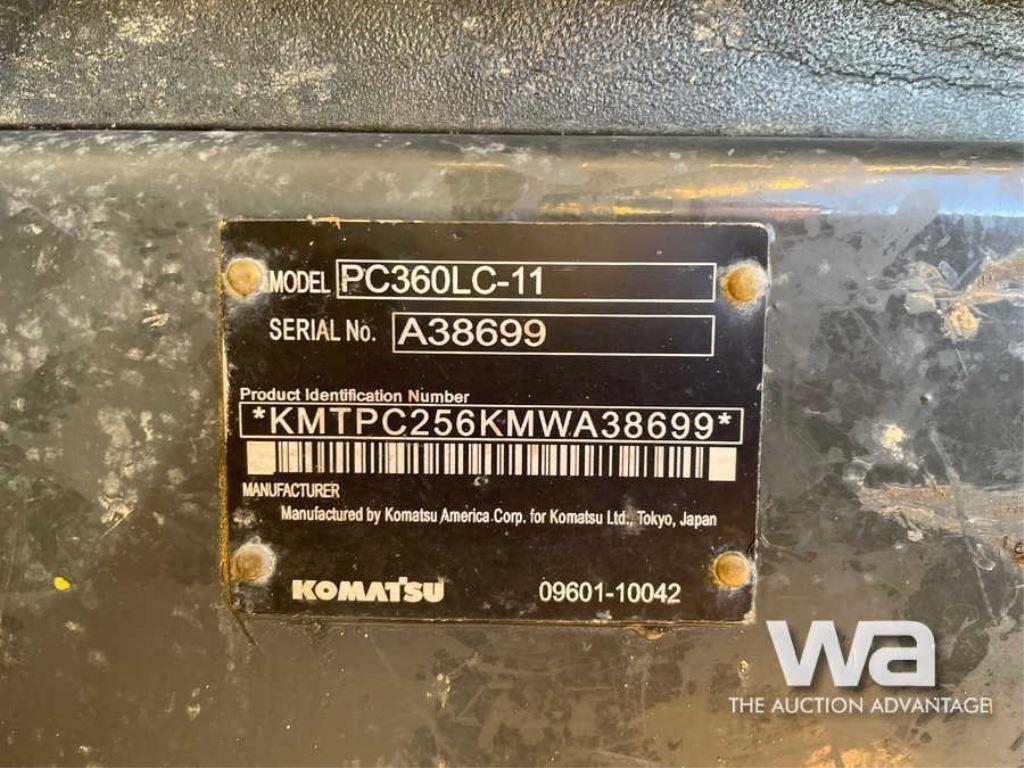 MODEL PC360LC-11
SERIAL No. A38699
Product Identification Number
*KMTPC256KMWA38699*
MANUFACTURER
Manufactured by Komatsu America Corp. for Komatsu Ltd., Tokyo, Japan
KOMATSU 09601-10042
wa
THE AUCTION ADVANTAGE